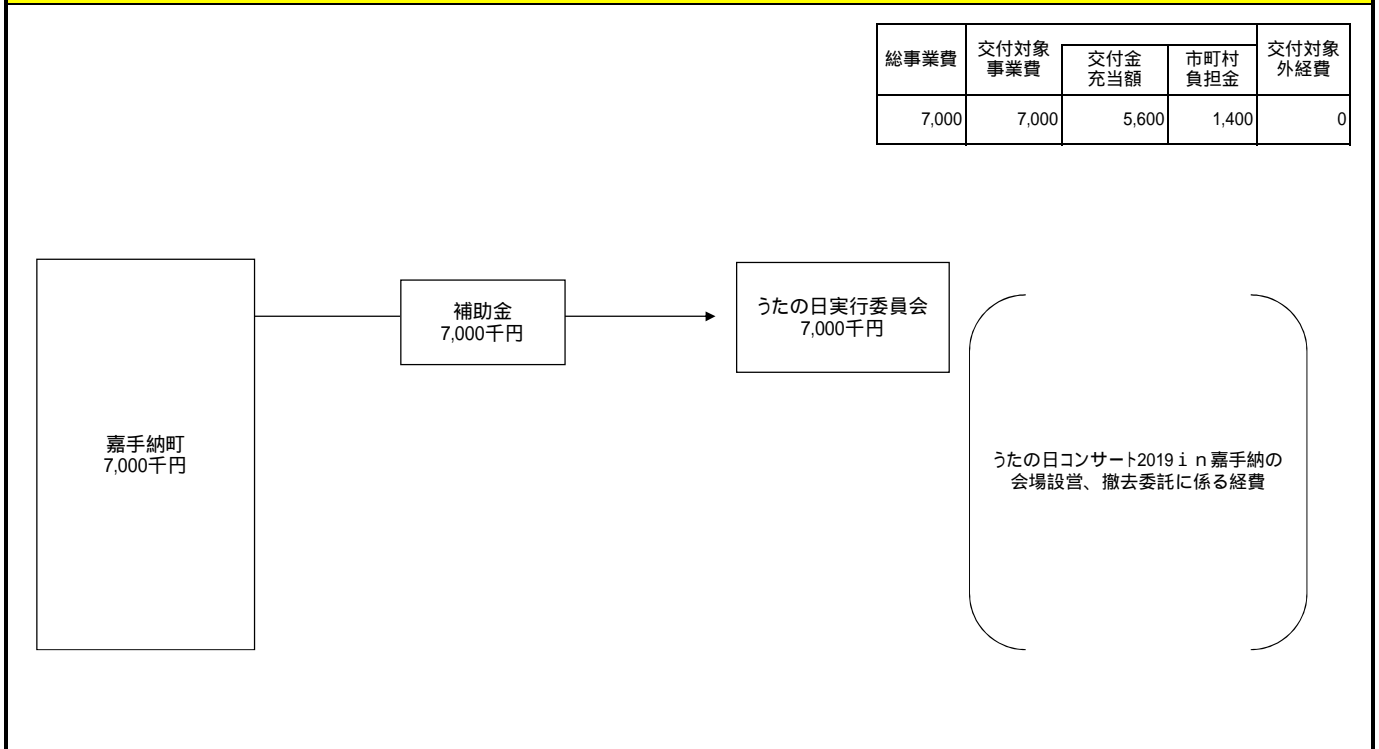 総事業費
交付対象
事業費
交付金
充当額
市町村
負担金
交付対象
外経費
7,000
7,000
5,600
1,400
0
嘉手納町
7,000千円
補助金
7,000千円
うたの日実行委員会
7,000千円
うたの日コンサート2019 i n 嘉手納の
会場設営、撤去委託に係る経費